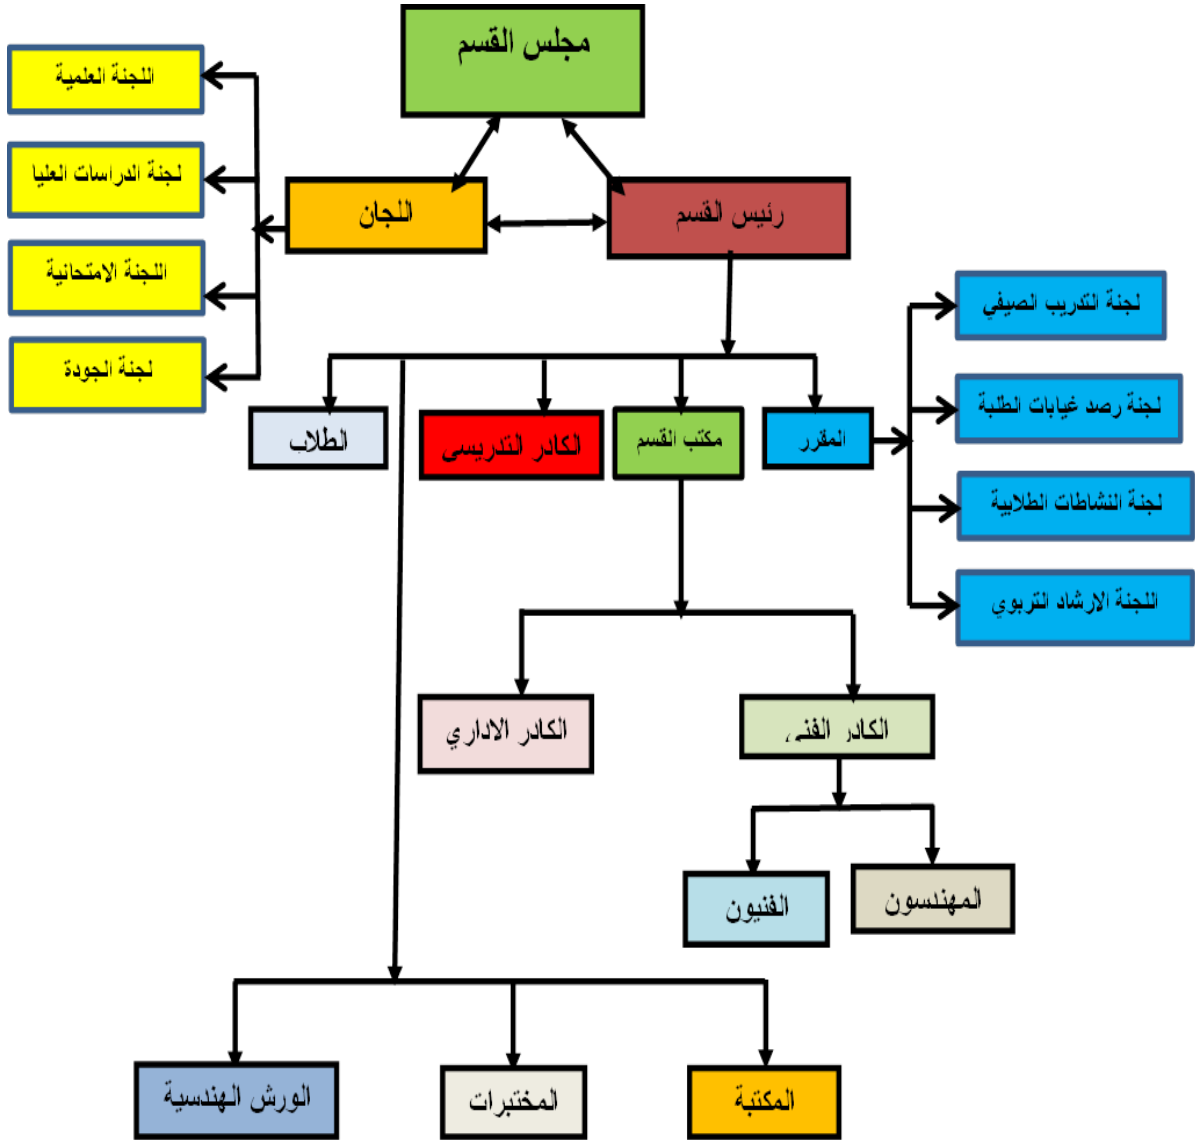 مجلس القسم
اللجنة العلمية
لجنة الدراسات العليا
اللجنة الامتحانية
لجنة الجودة
رئيس القسم
اللجان
لجنة التدريب الصيفي
لجنة رصد غيابات الطلبة
لجنة النشاطات الطلابية
اللجنة الارشاد التربوي
المقرر
مكتب القسم
الكادر التدريسي
الطلاب
الكادر الفني
الكادر الاداري
المهندسون
الفنيون
المكتبة
المختبرات
الورش الهندسية